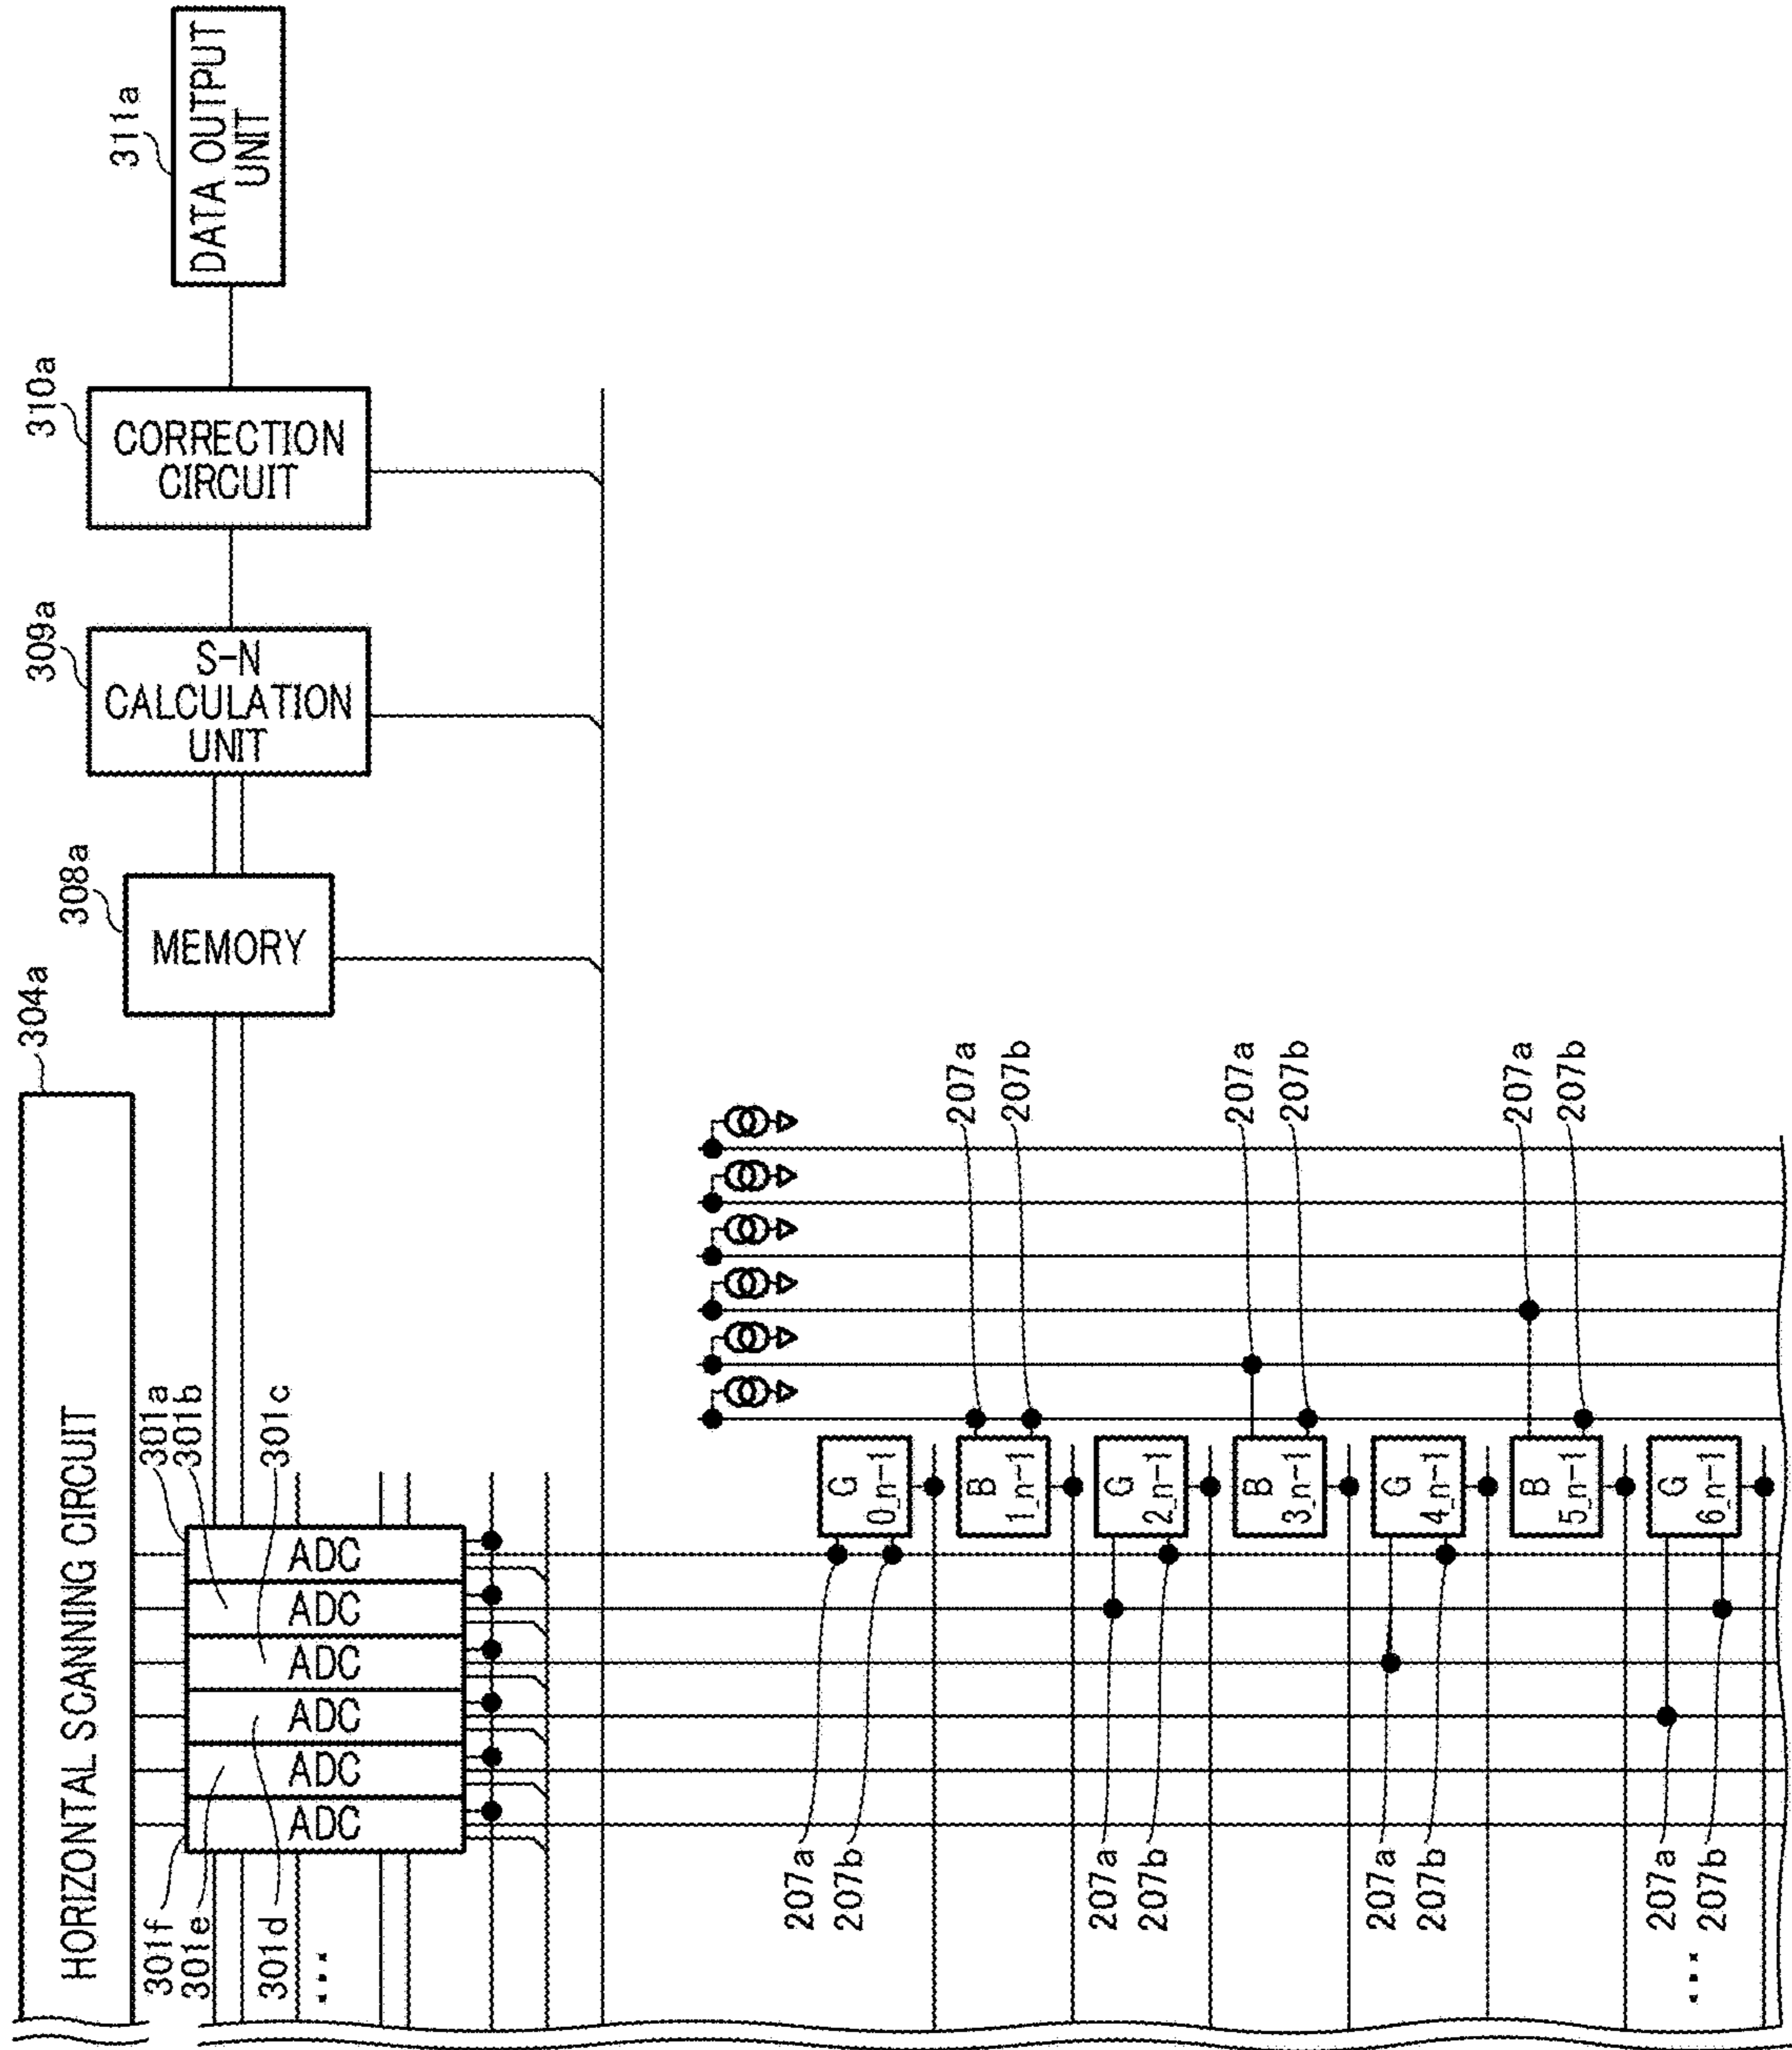 311a
DATA OUTPUT
UNIT
310a
CORRECTION
CIRCUIT
309a
S-N
CALCULATION
UNIT
308a
MEMORY
304a
HORIZONTAL SCANNING CIRCUIT
301a
301b
301c
ADC
ADC
ADC
ADC
ADC
ADC
301f
301e
301d
...
207a
207b
207a
207b
207a
207b
G
0_n-1
B
1_n-1
G
2_n-1
B
3_n-1
G
4_n-1
B
5_n-1
G
6_n-1
207a
207b
207a
207b
207a
207b
207a
207b
...